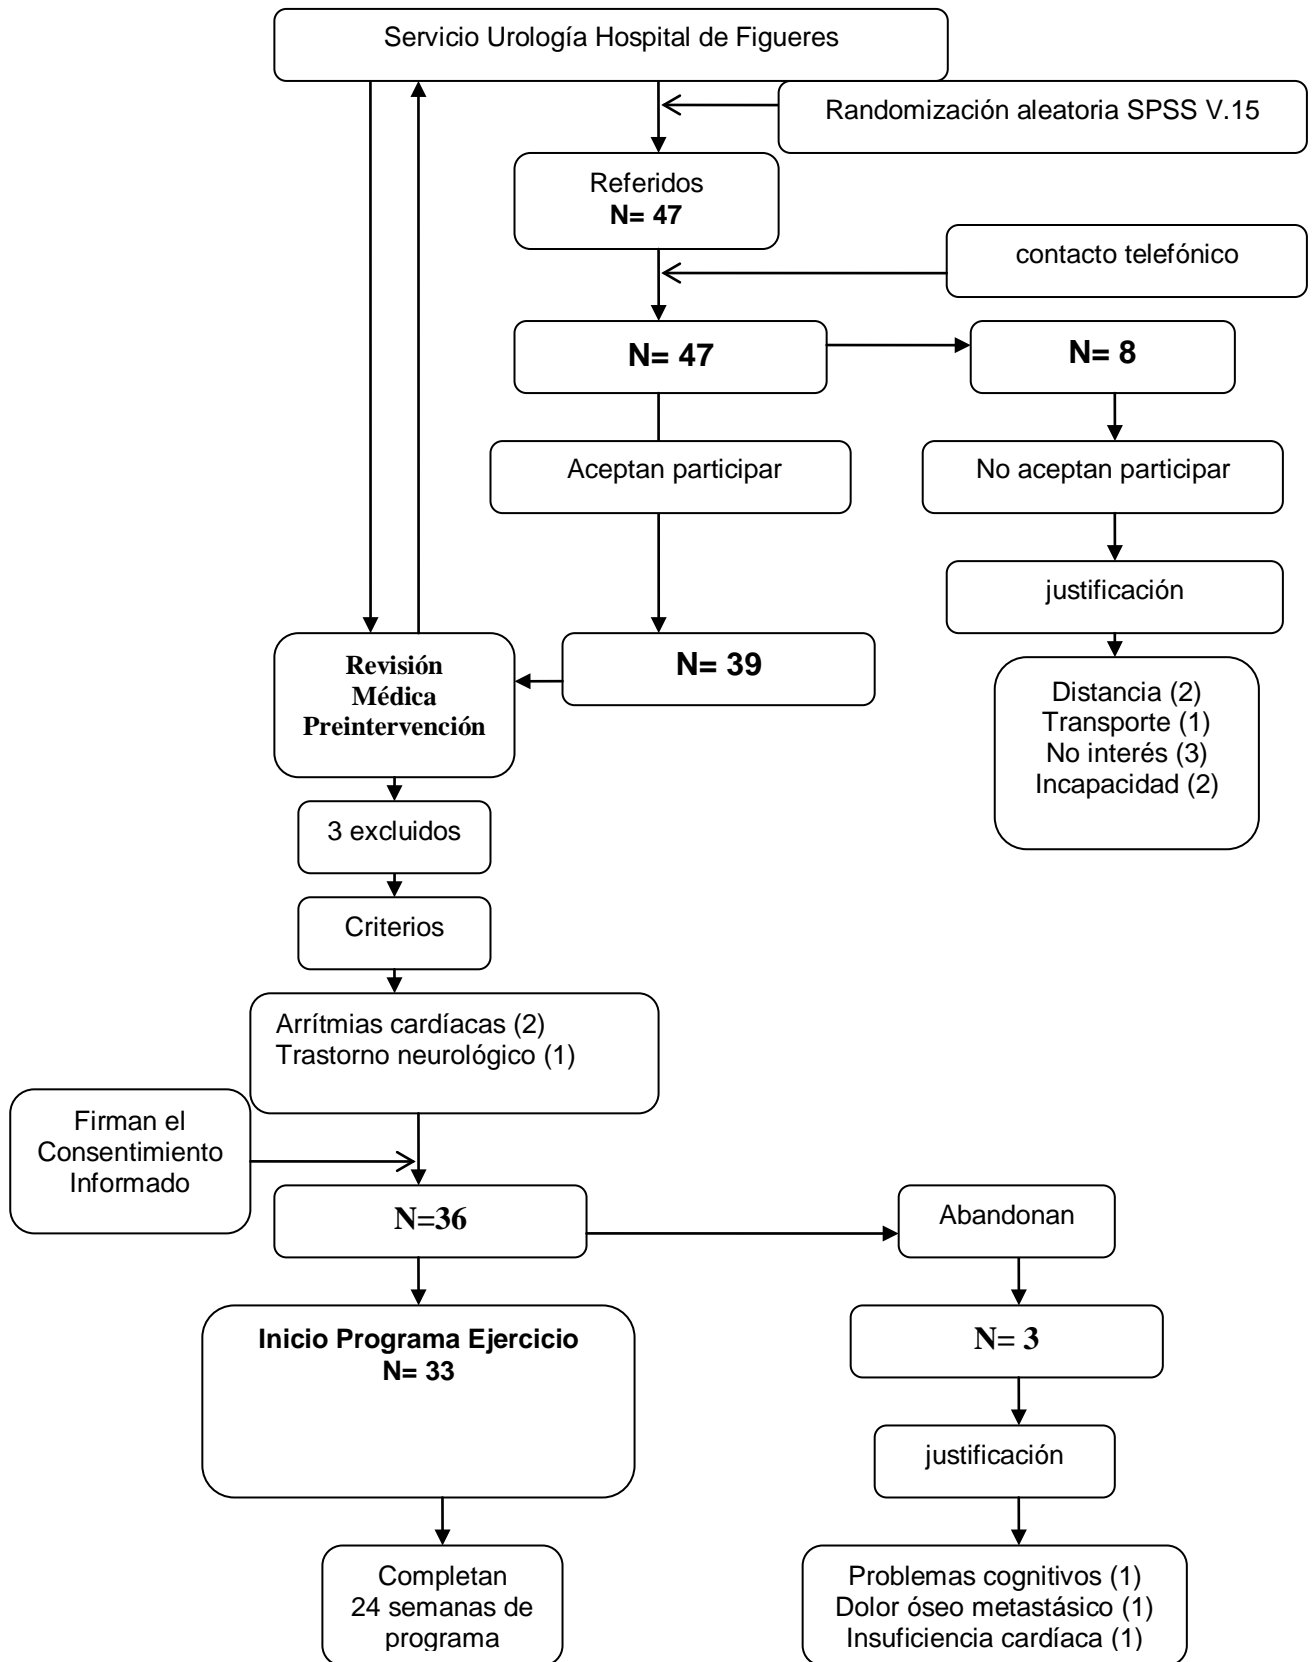 Servicio Urología Hospital de Figueres
Randomización aleatoria SPSS V.15
Referidos
N= 47
contacto telefónico
N= 47
N= 8
Aceptan participar
No aceptan participar
justificación
N= 39
Revisión
Médica
Preintervención
Distancia (2)
Transporte (1)
No interés (3)
Incapacidad (2)
3 excluidos
Criterios
Arrítmias cardíacas (2)
Trastorno neurológico (1)
Firman el
Consentimiento
Informado
N=36
Abandonan
Inicio Programa Ejercicio
N= 33
N= 3
justificación
Completan
24 semanas de
programa
Problemas cognitivos (1)
Dolor óseo metastásico (1)
Insuficiencia cardíaca (1)